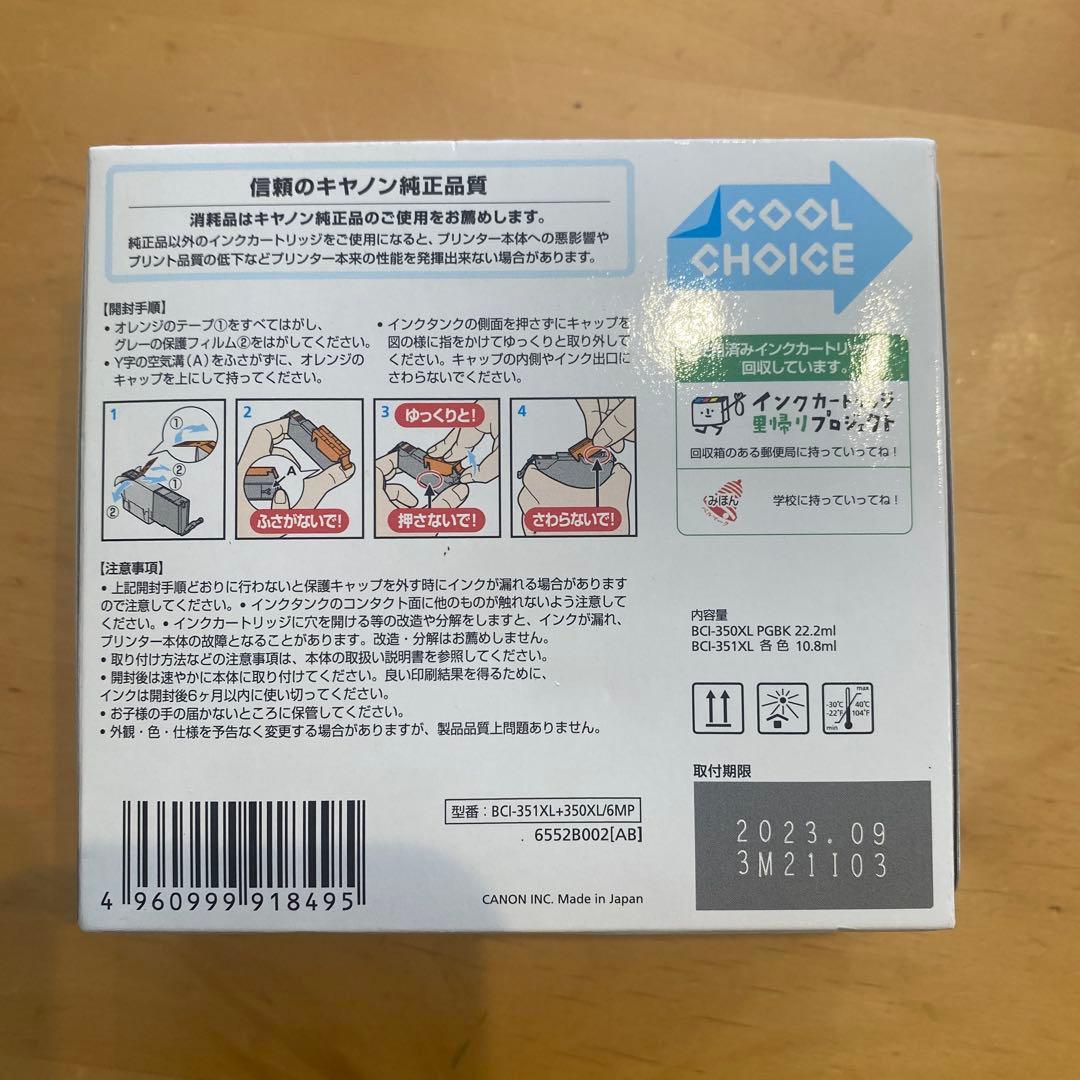 信頼のキヤノン純正品質
消耗品はキヤノン純正品のご使用をお薦めします。
純正品以外のインクカートリッジをご使用になると、プリンター本体への悪影響や
プリント品質の低下などプリンター本来の性能を発揮出来ない場合があります。
COOL
CHOICE
【開封手順】
• オレンジのテープ①をすべてはがし、
グレーの保護フィルム②をはがしてください。
• Y字の空気溝(A)をふさがずに、オレンジの
キャップを上にして持ってください。
• インクタンクの側面を押さずにキャップを
図の様に指をかけてゆっくりと取り外して
ください。キャップの内側やインク出口に
さわらないでください。
1
①
②
①
②
2
A
ふさがないで!
3
ゆっくりと!
押さないで!
4
さわらないで!
済みインクカートリッジ
回収しています。
インクカートリッジ
里帰りプロジェクト
回収箱のある郵便局に持っていってね!
みほん
ベルマーク
学校に持っていってね!
【注意事項】
• 上記開封手順どおりに行わないと保護キャップを外す時にインクが漏れる場合があります
ので注意してください。• インクタンクのコンタクト面に他のものが触れないよう注意して
ください。• インクカートリッジに穴を開ける等の改造や分解をしますと、インクが漏れ、
プリンター本体の故障となることがあります。改造・分解はお薦めしません。
• 取り付け方法などの注意事項は、本体の取扱い説明書を参照してください。
• 開封後は速やかに本体に取り付けてください。良い印刷結果を得るために、
インクは開封後6ヶ月以内に使い切ってください。
• お子様の手の届かないところに保管してください。
• 外観・色・仕様を予告なく変更する場合がありますが、製品品質上問題ありません。
内容量
BCI-350XL PGBK 22.2ml
BCI-351XL 各色 10.8ml
max
-30℃ 40℃
-22°F 104°F
min
取付期限
2023.09
3M21I03
型番:BCI-351XL+350XL/6MP
6552B002[AB]
CANON INC. Made in Japan
4 960999 918495